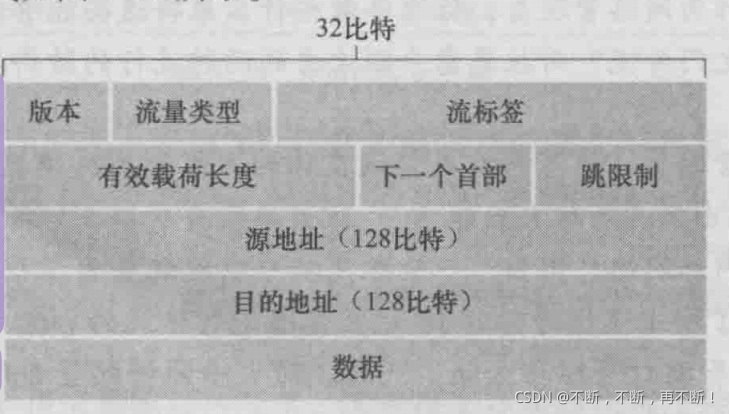 32比特
版本 流量类型 流标签
有效载荷长度 下一个首部 跳限制
源地址（128比特）
目的地址（128比特）
数据
CSDN @不断，不断，再不断！